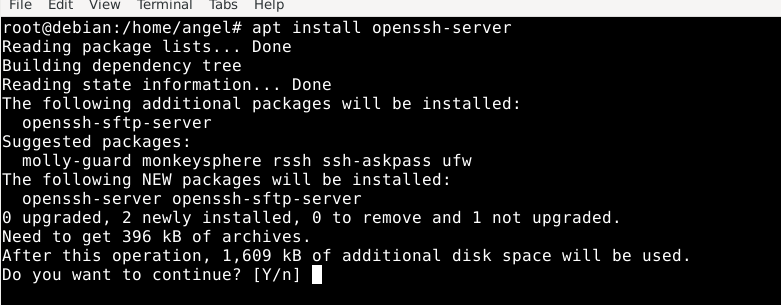 File Edit View Terminal Tabs Help
root@debian:/home/angel# apt install openssh-server
Reading package lists... Done
Building dependency tree
Reading state information... Done
The following additional packages will be installed:
  openssh-sftp-server
Suggested packages:
  molly-guard monkeysphere rssh ssh-askpass ufw
The following NEW packages will be installed:
  openssh-server openssh-sftp-server
0 upgraded, 2 newly installed, 0 to remove and 1 not upgraded.
Need to get 396 kB of archives.
After this operation, 1,609 kB of additional disk space will be used.
Do you want to continue? [Y/n]